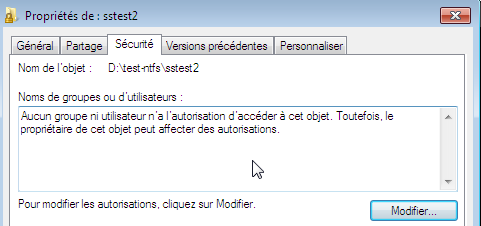 Propriétés de : sstest2
Général Partage Sécurité Versions précédentes Personnaliser
Nom de l'objet : D:\test-ntfs\sstest2
Noms de groupes ou d'utilisateurs :
Aucun groupe ni utilisateur n'a l'autorisation d'accéder à cet objet. Toutefois, le
propriétaire de cet objet peut affecter des autorisations.
Pour modifier les autorisations, cliquez sur Modifier.
Modifier...